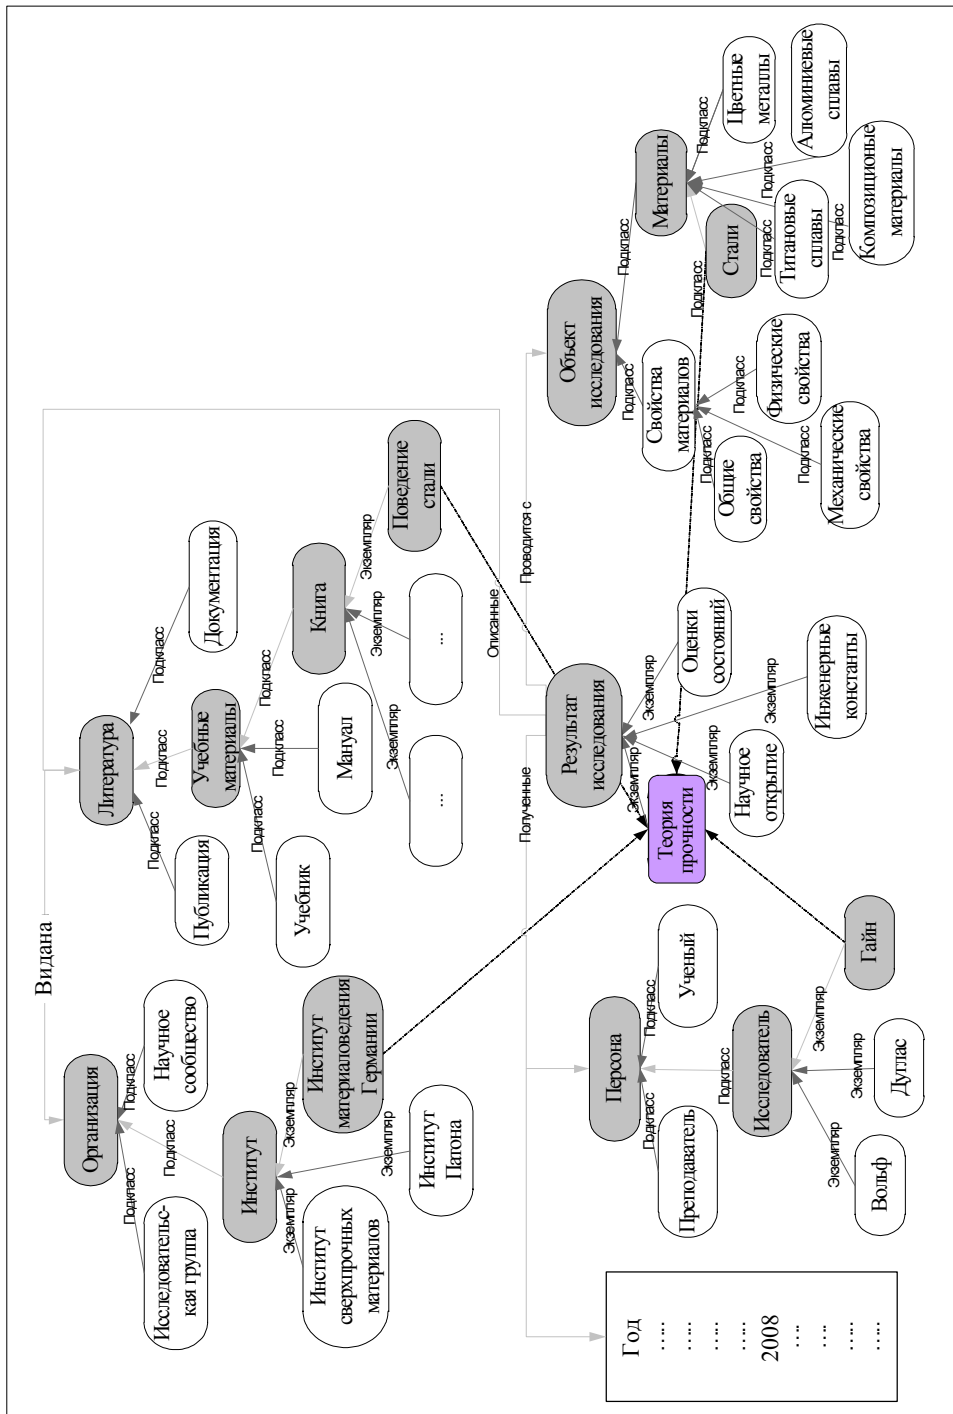 Видана
Организация
Подкласс
Подкласс
Подкласс
Исследовательс-
кая группа
Научное
сообщество
Институт
Экземпляр
Экземпляр
Экземпляр
Институт
сверхпрочных
материалов
Институт
Патона
Институт
материаловедения
Германии
Литература
Подкласс
Подкласс
Подкласс
Публикация
Документация
Учебные
материалы
Подкласс
Подкласс
Подкласс
Учебник
Мануал
Книга
Экземпляр
Экземпляр
Экземпляр
...
...
Поведение
стали
Описанные
Полученные
Проводится с
Год
.....
.....
.....
.....
2008
.....
....
.....
.....
Персона
Подкласс
Подкласс
Подкласс
Преподаватель
Ученый
Исследователь
Экземпляр
Экземпляр
Экземпляр
Вольф
Дуглас
Гайн
Результат
исследования
Экземпляр
Экземпляр
Экземпляр
Экземпляр
Теория
прочности
Научное
открытие
Инженерные
константы
Оценки
состояний
Объект
исследования
Подкласс
Подкласс
Свойства
материалов
Подкласс
Подкласс
Подкласс
Общие
свойства
Механические
свойства
Физические
свойства
Материалы
Подкласс
Подкласс
Подкласс
Подкласс
Подкласс
Стали
Титановые
сплавы
Композиционые
материалы
Алюминиевые
сплавы
Цветные
металлы